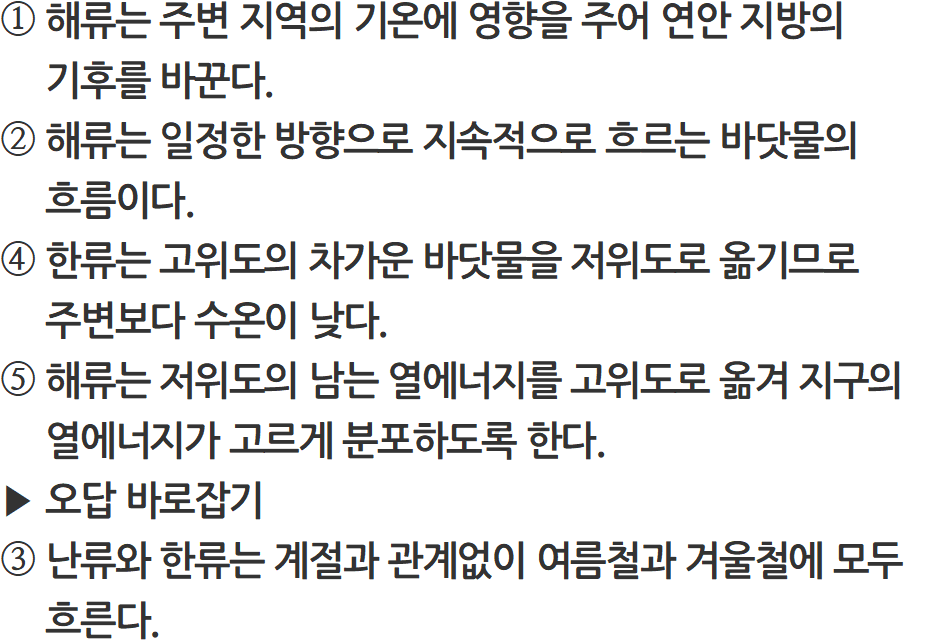 ① 해류는 주변 지역의 기온에 영향을 주어 연안 지방의
기후를 바꾼다.
② 해류는 일정한 방향으로 지속적으로 흐르는 바닷물의
흐름이다.
④ 한류는 고위도의 차가운 바닷물을 저위도로 옮기므로
주변보다 수온이 낮다.
⑤ 해류는 저위도의 남는 열에너지를 고위도로 옮겨 지구의
열에너지가 고르게 분포하도록 한다.
▶ 오답 바로잡기
③ 난류와 한류는 계절과 관계없이 여름철과 겨울철에 모두
흐른다.